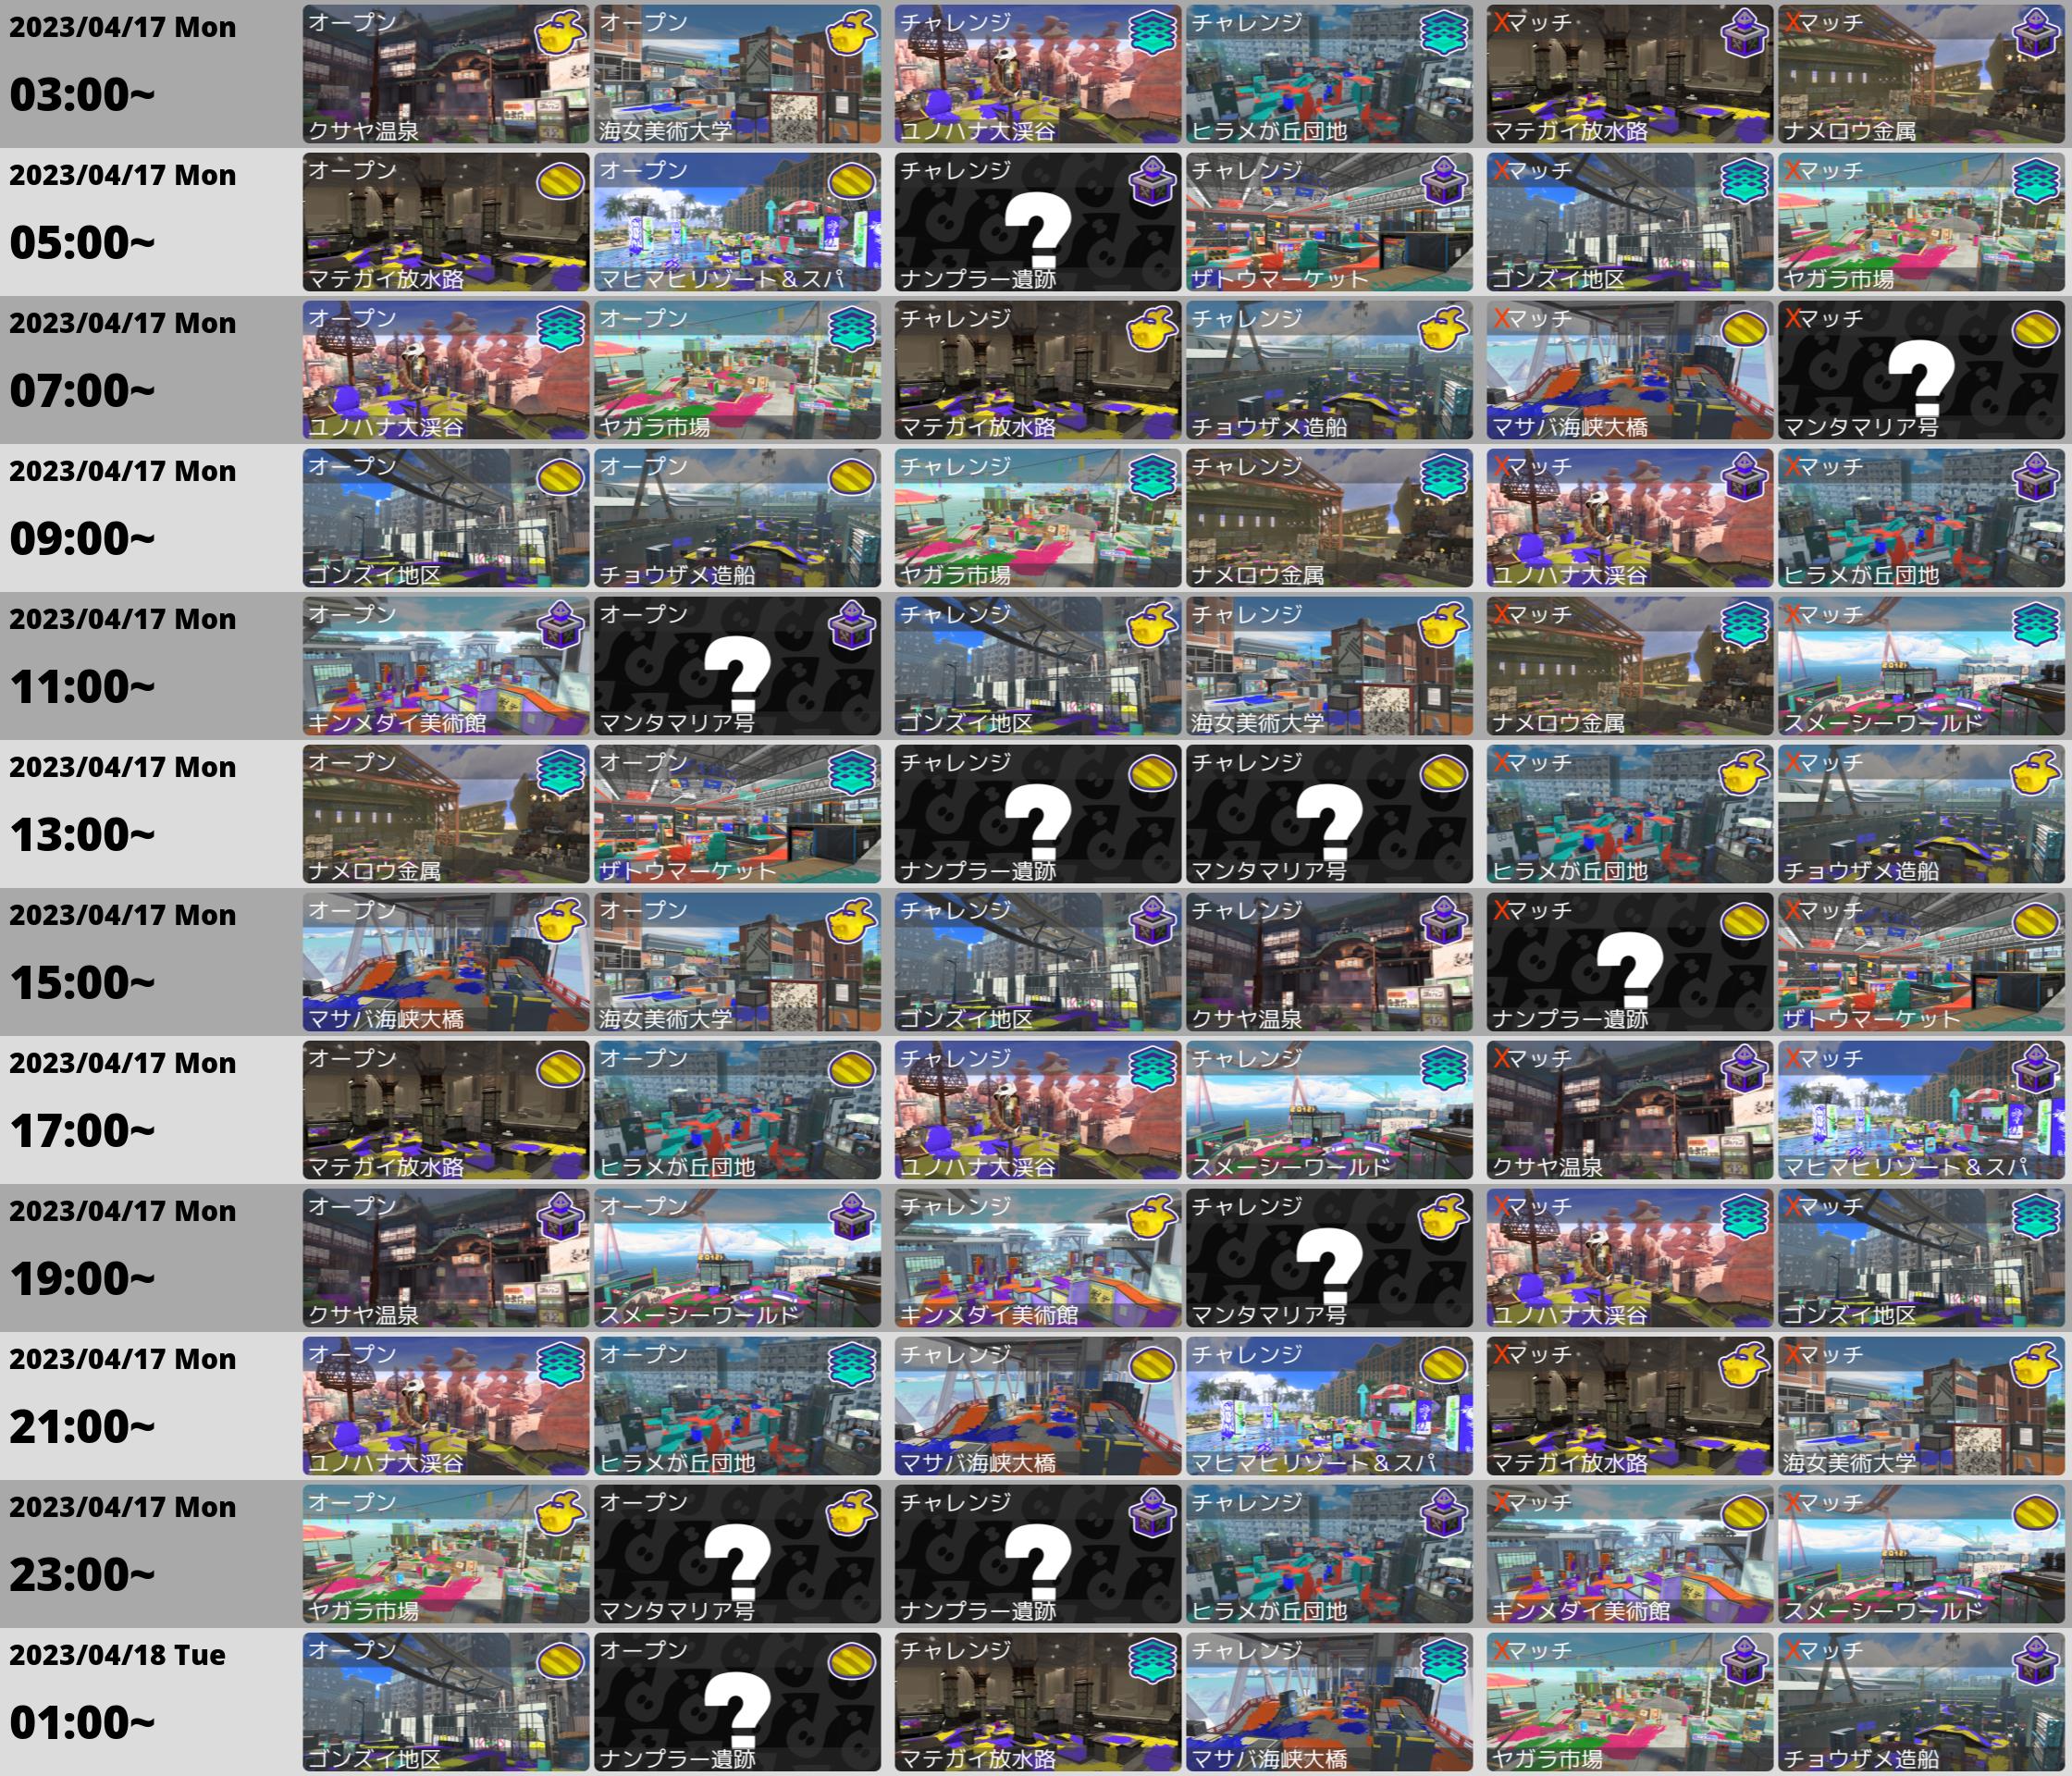 2023/04/17 Mon
03:00~
オープン オープン チャレンジ チャレンジ Xマッチ Xマッチ
クサヤ温泉 海女美術大学 ユノハナ大渓谷 ヒラメが丘団地 マテガイ放水路 ナメロウ金属
2023/04/17 Mon
05:00~
オープン オープン チャレンジ チャレンジ Xマッチ Xマッチ
マテガイ放水路 マヒマヒリゾート＆スパ ナンプラー遺跡 ザトウマーケット ゴンズイ地区 ヤガラ市場
2023/04/17 Mon
07:00~
オープン オープン チャレンジ チャレンジ Xマッチ Xマッチ
ユノハナ大渓谷 ヤガラ市場 マテガイ放水路 チョウザメ造船 マサバ海峡大橋 マンタマリア号
2023/04/17 Mon
09:00~
オープン オープン チャレンジ チャレンジ Xマッチ Xマッチ
ゴンズイ地区 チョウザメ造船 ヤガラ市場 ナメロウ金属 ユノハナ大渓谷 ヒラメが丘団地
2023/04/17 Mon
11:00~
オープン オープン チャレンジ チャレンジ Xマッチ Xマッチ
キンメダイ美術館 マンタマリア号 ゴンズイ地区 海女美術大学 ナメロウ金属 スメーシーワールド
2023/04/17 Mon
13:00~
オープン オープン チャレンジ チャレンジ Xマッチ Xマッチ
ナメロウ金属 ザトウマーケット ナンプラー遺跡 マンタマリア号 ヒラメが丘団地 チョウザメ造船
2023/04/17 Mon
15:00~
オープン オープン チャレンジ チャレンジ Xマッチ Xマッチ
マサバ海峡大橋 海女美術大学 ゴンズイ地区 クサヤ温泉 ナンプラー遺跡 ザトウマーケット
2023/04/17 Mon
17:00~
オープン オープン チャレンジ チャレンジ Xマッチ Xマッチ
マテガイ放水路 ヒラメが丘団地 ユノハナ大渓谷 スメーシーワールド クサヤ温泉 マヒマヒリゾート＆スパ
2023/04/17 Mon
19:00~
オープン オープン チャレンジ チャレンジ Xマッチ Xマッチ
クサヤ温泉 スメーシーワールド キンメダイ美術館 マンタマリア号 ユノハナ大渓谷 ゴンズイ地区
2023/04/17 Mon
21:00~
オープン オープン チャレンジ チャレンジ Xマッチ Xマッチ
ユノハナ大渓谷 ヒラメが丘団地 マサバ海峡大橋 マヒマヒリゾート＆スパ マテガイ放水路 海女美術大学
2023/04/17 Mon
23:00~
オープン オープン チャレンジ チャレンジ Xマッチ Xマッチ
ヤガラ市場 マンタマリア号 ナンプラー遺跡 ヒラメが丘団地 キンメダイ美術館 スメーシーワールド
2023/04/18 Tue
01:00~
オープン オープン チャレンジ チャレンジ Xマッチ Xマッチ
ゴンズイ地区 ナンプラー遺跡 マテガイ放水路 マサバ海峡大橋 ヤガラ市場 チョウザメ造船